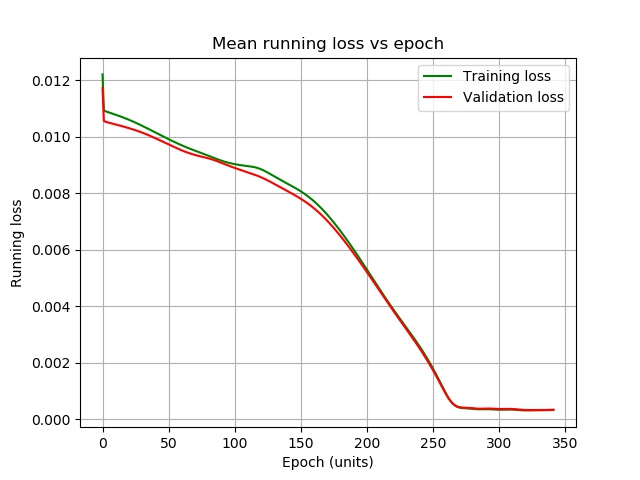 Mean running loss vs epoch
Training loss
Validation loss
0.012
0.010
0.008
0.006
0.004
0.002
0.000
Running loss
0 50 100 150 200 250 300 350
Epoch (units)